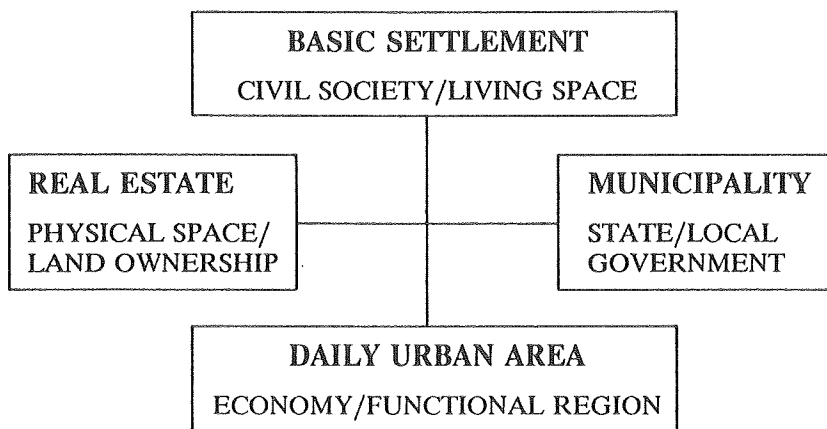 BASIC SETTLEMENT
CIVIL SOCIETY/LIVING SPACE
REAL ESTATE
PHYSICAL SPACE/
LAND OWNERSHIP
MUNICIPALITY
STATE/LOCAL
GOVERNMENT
DAILY URBAN AREA
ECONOMY/FUNCTIONAL REGION